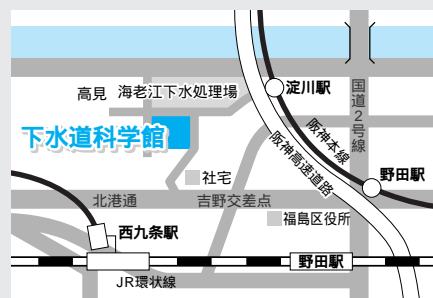 淀川駅
高見
海老江下水処理場
国道2号線
下水道科学館
阪神本線
阪神高速道路
社宅
野田駅
北港通
吉野交差点
福島区役所
西九条駅
野田駅
JR環状線